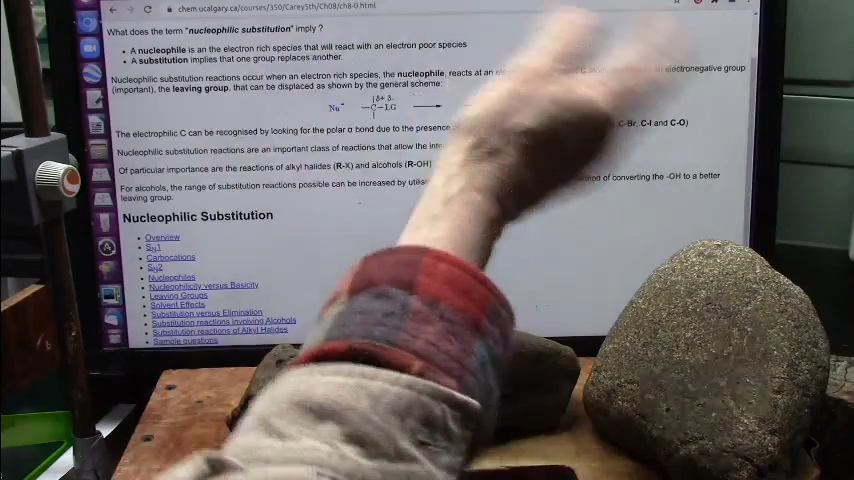 chem.ucalgary.ca/courses/350/Carey5th/Ch08/ch8-0.html
What does the term "nucleophilic substitution" imply ?
A nucleophile is an the electron rich species that will react with an electron poor species
A substitution implies that one group replaces another.
Nucleophilic substitution reactions occur when an electron rich species, the nucleophile, reacts at an electronegative group
(important), the leaving group, that can be displaced as shown by the general scheme:
Nu⁻ δ+ δ- C-LG
The electrophilic C can be recognised by looking for the polar σ bond due to the presence C-Br, C-I and C-O)
Nucleophilic substitution reactions are an important class of reactions that allow the
Of particular importance are the reactions of alkyl halides (R-X) and alcohols (R-OH)
For alcohols, the range of substitution reactions possible can be increased by of converting the -OH to a better
leaving group.
Nucleophilic Substitution
Overview
SN1
Carbocations
SN2
Nucleophiles
Nucleophilicity versus Basicity
Leaving Groups
Solvent Effects
Substitution versus Elimination
Substitution reactions involving Alcohols
Substitution reactions of Alkyl Halides
Sample questions